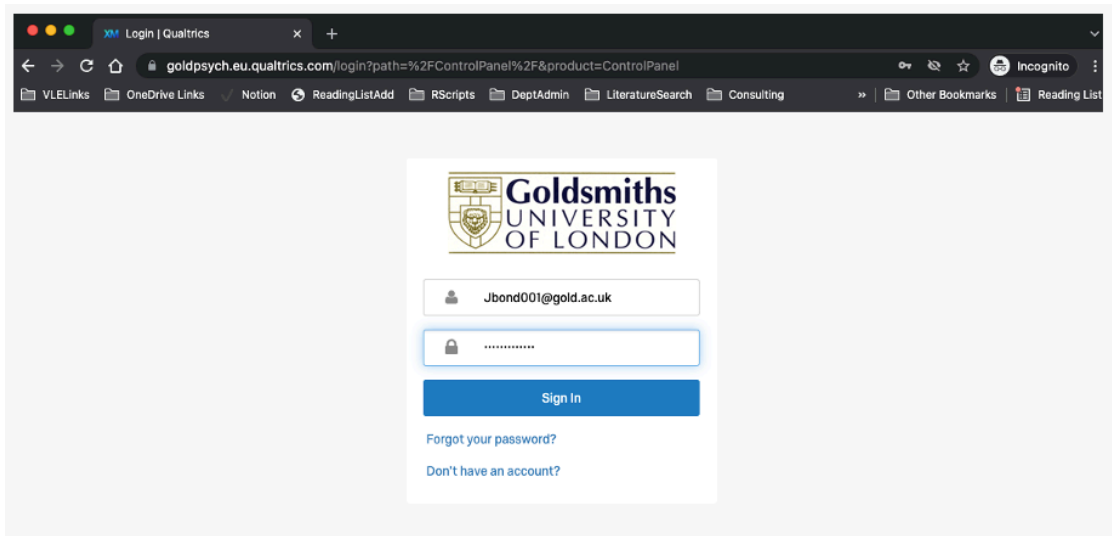 XM Login | Qualtrics
goldpsych.eu.qualtrics.com/login?path=%2FControlPanel%2F&product=ControlPanel Incognito
VLELinks OneDrive Links Notion ReadingListAdd RScripts DeptAdmin LiteratureSearch Consulting » Other Bookmarks Reading List
Goldsmiths
UNIVERSITY
OF LONDON
Jbond001@gold.ac.uk
Sign In
Forgot your password?
Don't have an account?